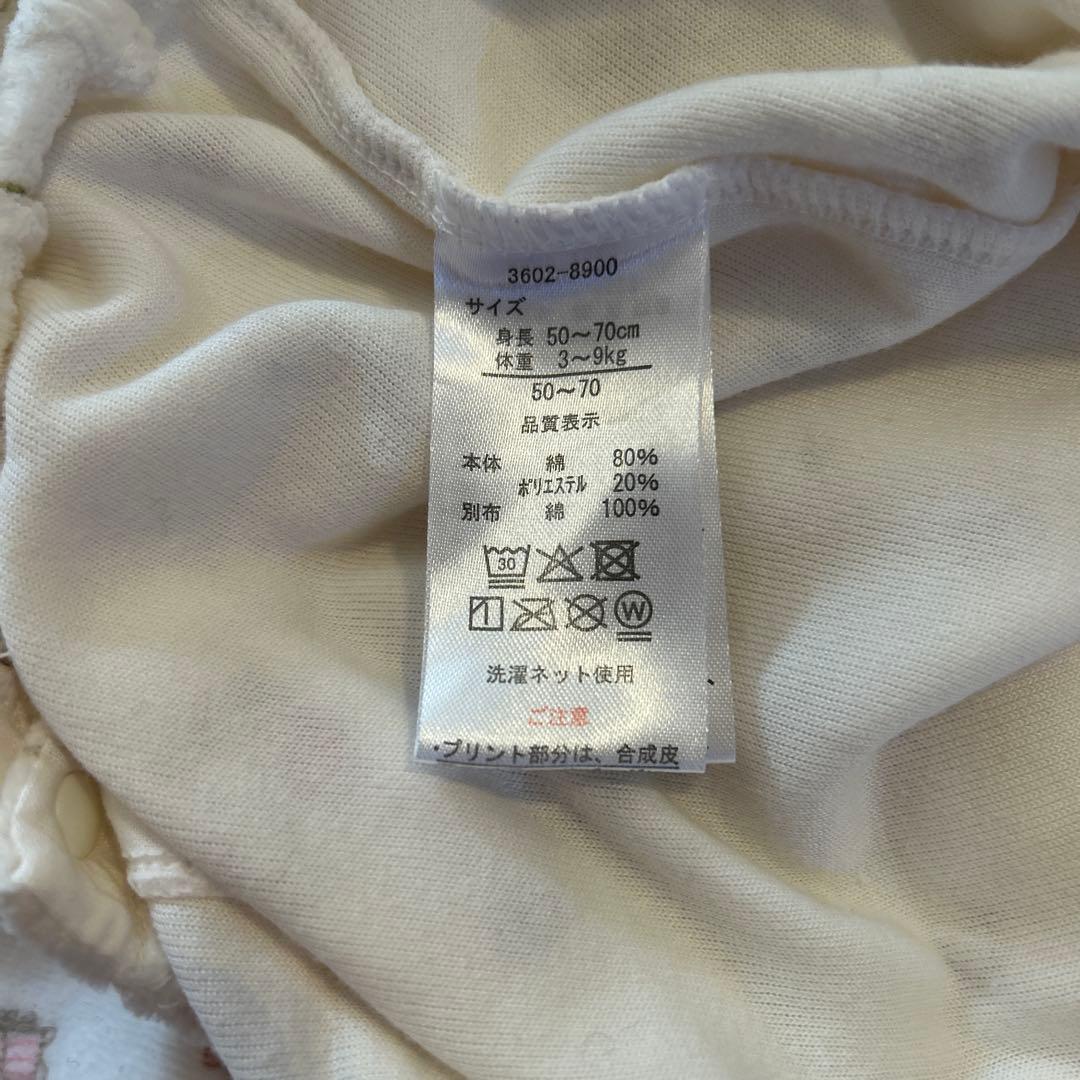 3602-8900
サイズ
身長 50〜70cm
体重 3〜9kg
50〜70
品質表示
本体 綿 80%
ポリエステル 20%
別布 綿 100%
30
W
洗濯ネット使用
ご注意
・プリント部分は、合成皮